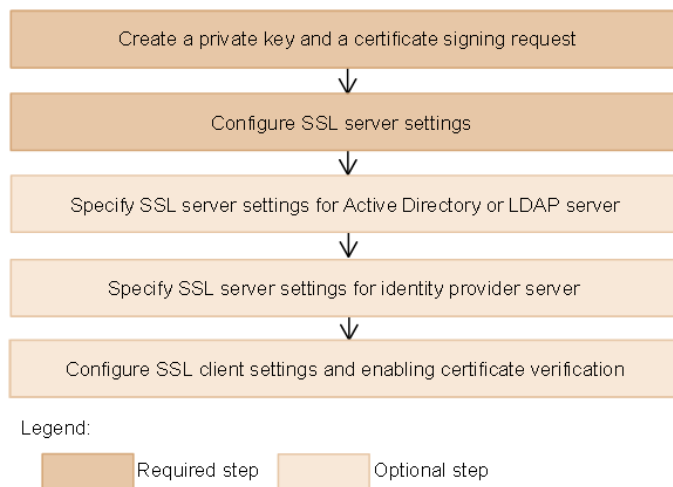 Create a private key and a certificate signing request
Configure SSL server settings
Specify SSL server settings for Active Directory or LDAP server
Specify SSL server settings for identity provider server
Configure SSL client settings and enabling certificate verification
Legend:
Required step
Optional step